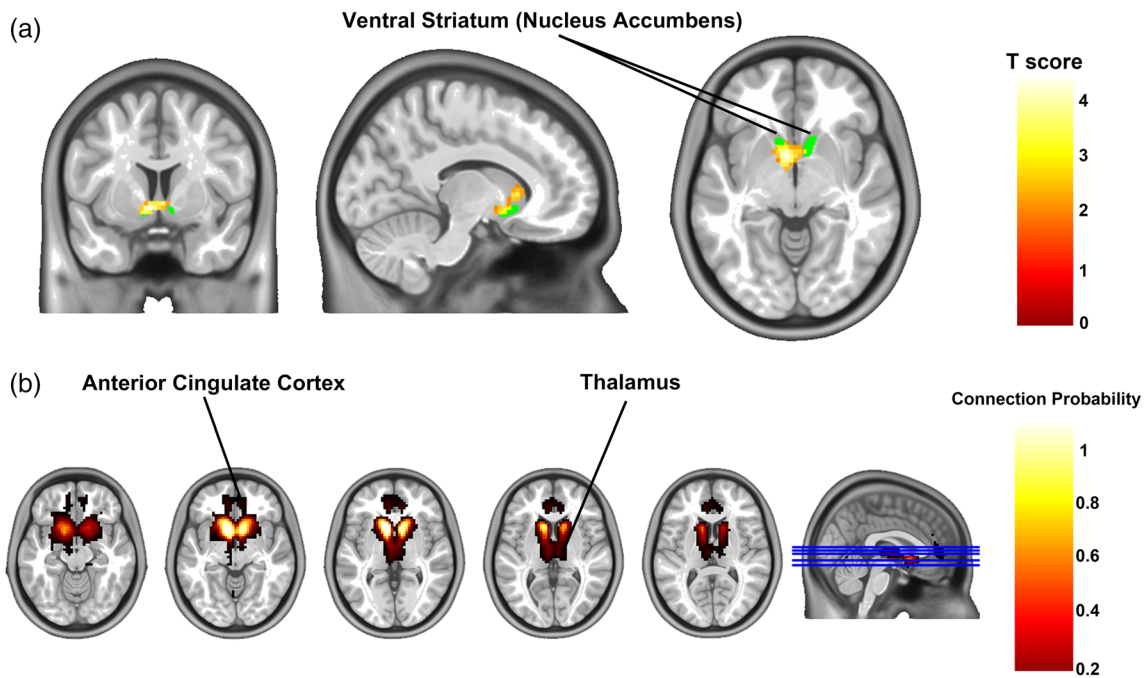 (a)
Ventral Striatum (Nucleus Accumbens)
T score
4
3
2
1
0
(b)
Anterior Cingulate Cortex
Thalamus
Connection Probability
1
0.8
0.6
0.4
0.2